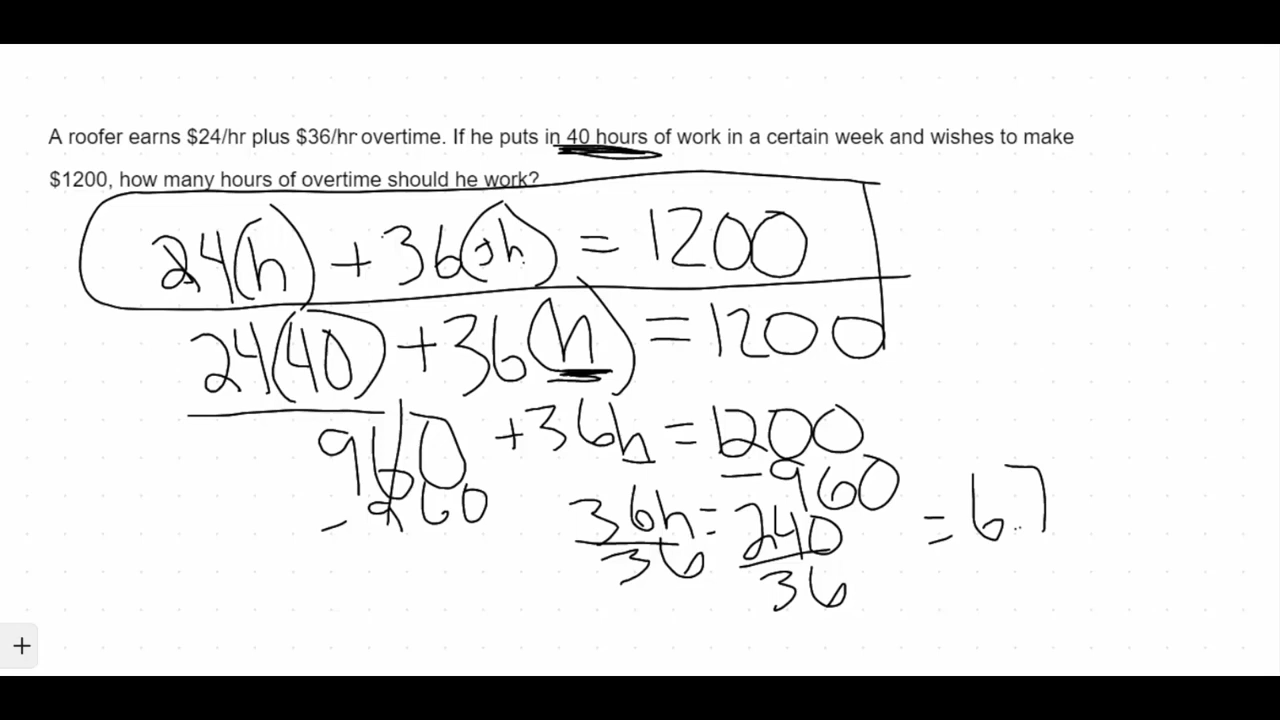 A roofer earns $24/hr plus $36/hr overtime. If he puts in 40 hours of work in a certain week and wishes to make
$1200, how many hours of overtime should he work?
24(h) + 36(oh) = 1200
24(40) + 36(h) = 1200
960 + 36h = 1200
- 960 - 960
36h = 240 = 6.7
36 36
+